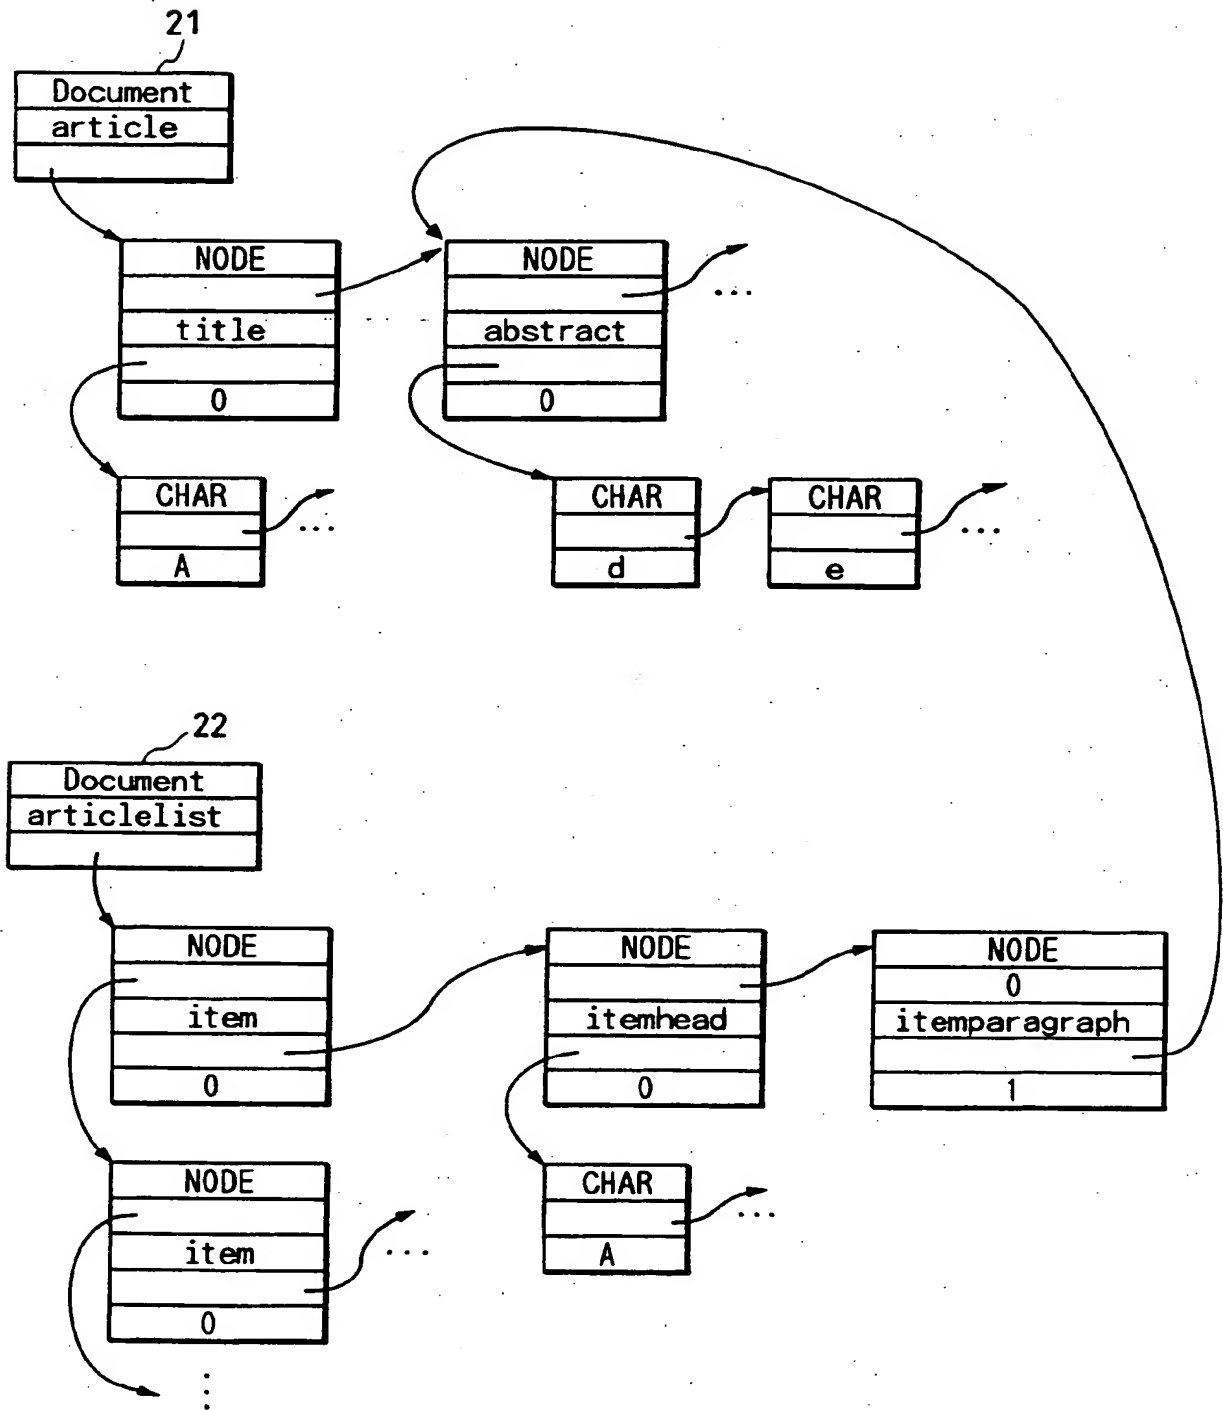 21
Document
article
NODE
title
0
NODE
abstract
0
...
CHAR
A
...
CHAR
d
CHAR
e
...
22
Document
articlelist
NODE
item
0
NODE
itemhead
0
NODE
0
itemparagraph
1
NODE
item
0
...
CHAR
A
...